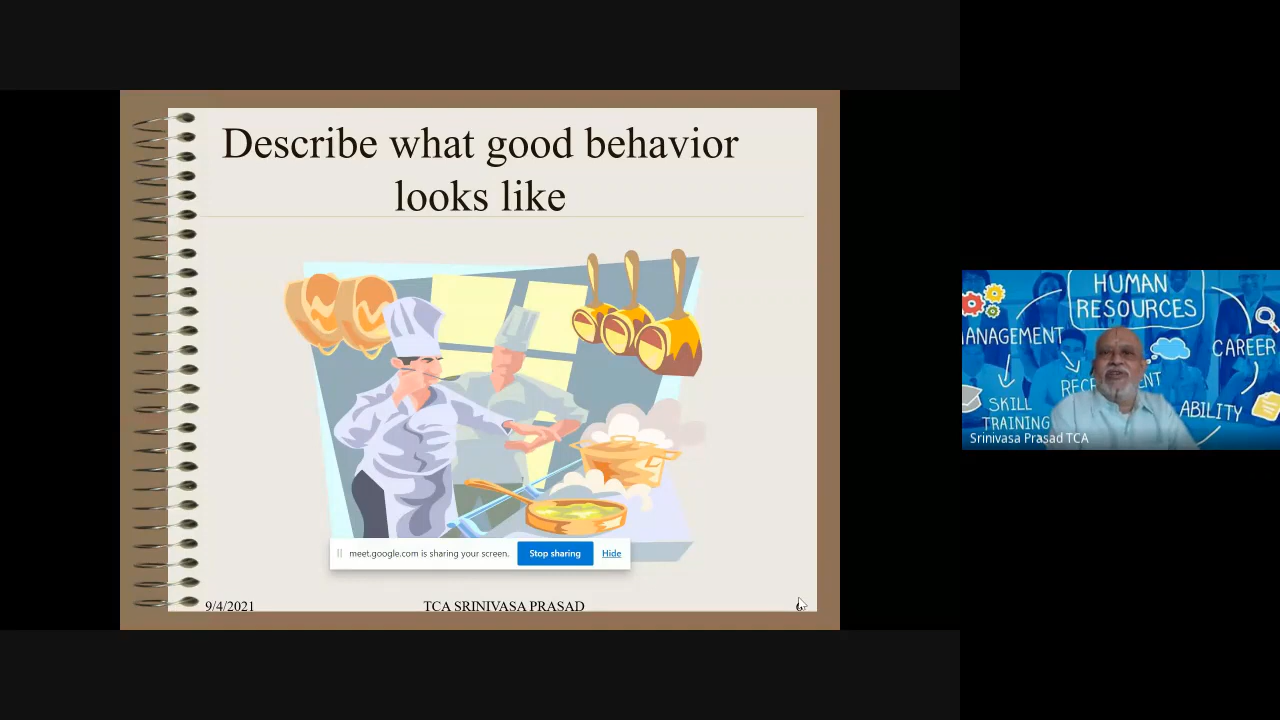 Describe what good behavior
looks like
meet.google.com is sharing your screen.
Stop sharing
Hide
9/4/2021
TCA SRINIVASA PRASAD
HUMAN
RESOURCES
CAREER
SKILL
TRAINING
ABILITY
Srinivasa Prasad TCA